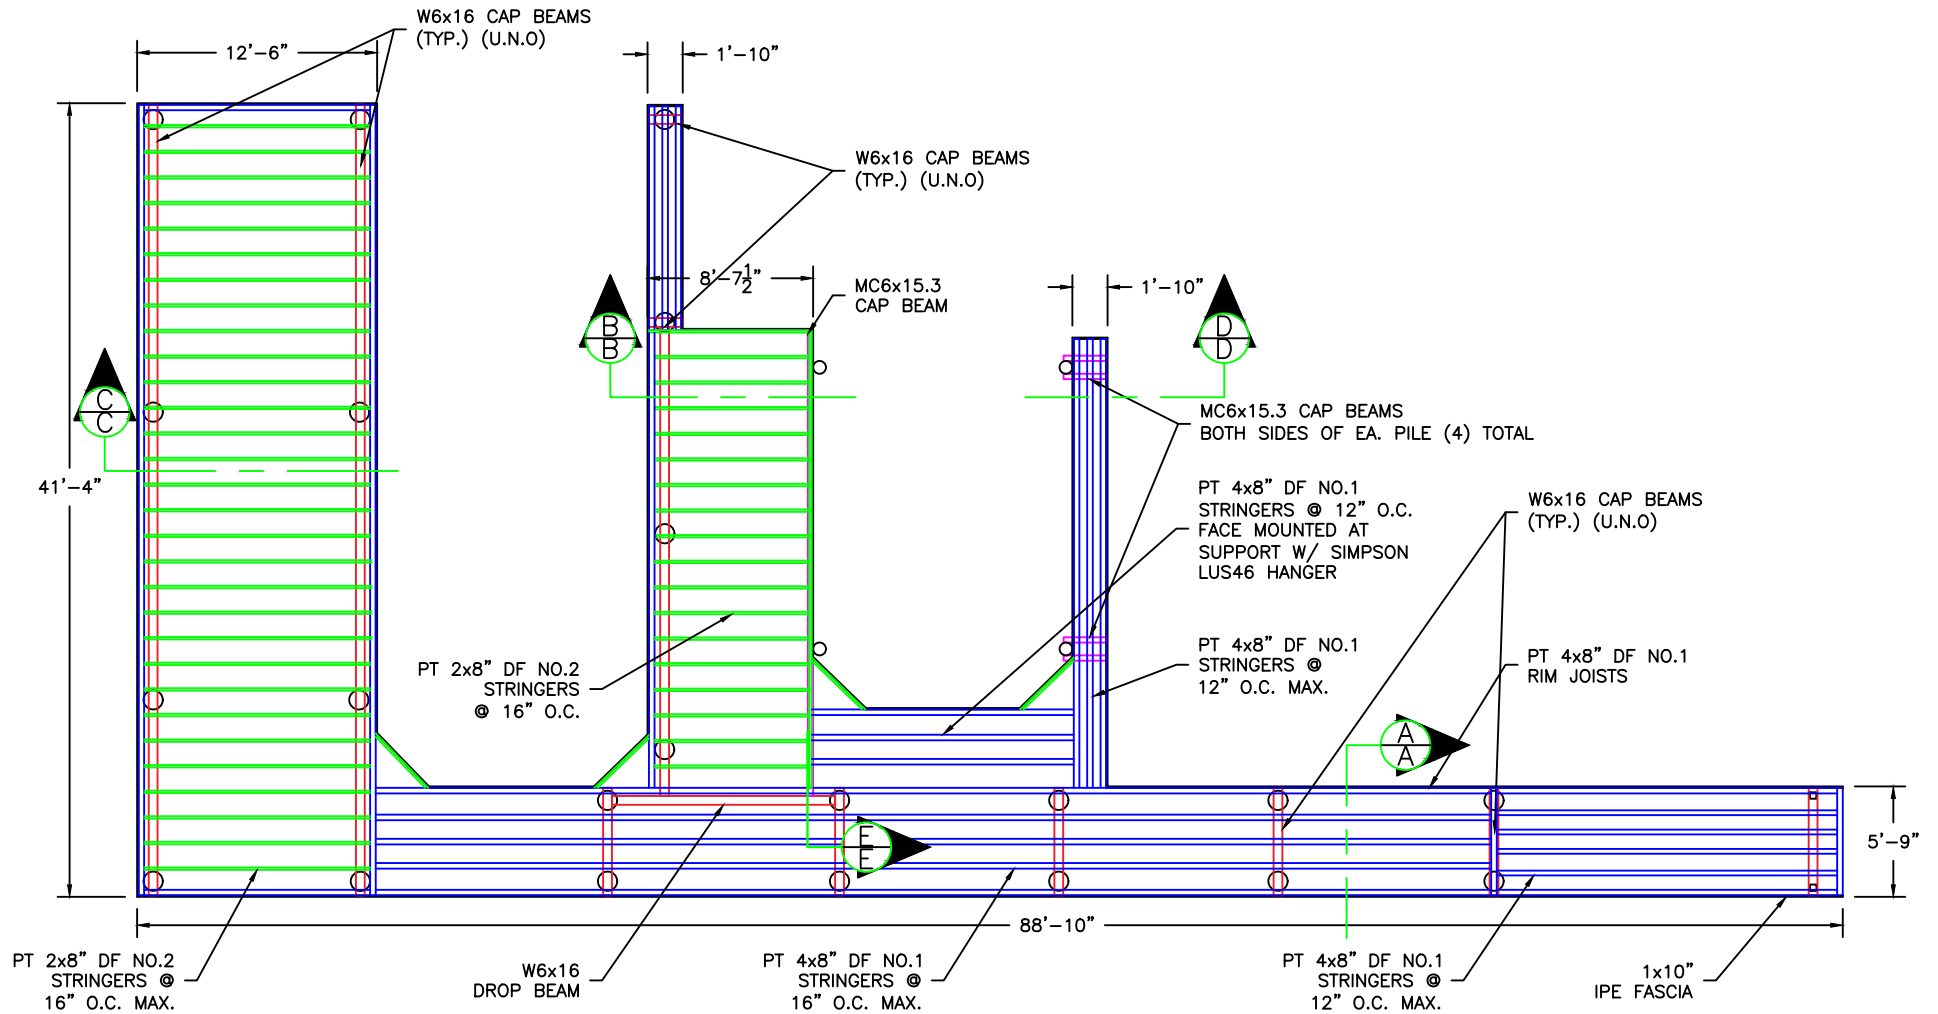 W6x16 CAP BEAMS
(TYP.) (U.N.O)
12'-6"
1'-10"
W6x16 CAP BEAMS
(TYP.) (U.N.O)
8'-7½"
MC6x15.3
CAP BEAM
1'-10"
B
B
D
D
C
C
MC6x15.3 CAP BEAMS
BOTH SIDES OF EA. PILE (4) TOTAL
41'-4"
PT 4x8" DF NO.1
STRINGERS @ 12" O.C.
FACE MOUNTED AT
SUPPORT W/ SIMPSON
LUS46 HANGER
W6x16 CAP BEAMS
(TYP.) (U.N.O)
PT 2x8" DF NO.2
STRINGERS
@ 16" O.C.
PT 4x8" DF NO.1
STRINGERS @
12" O.C. MAX.
PT 4x8" DF NO.1
RIM JOISTS
A
A
E
E
5'-9"
88'-10"
PT 2x8" DF NO.2
STRINGERS @
16" O.C. MAX.
W6x16
DROP BEAM
PT 4x8" DF NO.1
STRINGERS @
16" O.C. MAX.
PT 4x8" DF NO.1
STRINGERS @
12" O.C. MAX.
1x10"
IPE FASCIA